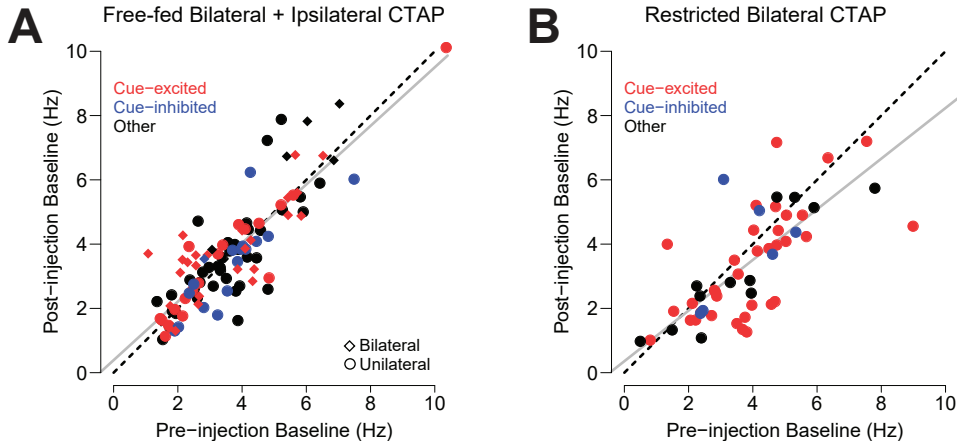 A
Free-fed Bilateral + Ipsilateral CTAP
10
8
6
4
2
0
Post-injection Baseline (Hz)
Cue-excited
Cue-inhibited
Other
Bilateral
Unilateral
0 2 4 6 8 10
Pre-injection Baseline (Hz)
B
Restricted Bilateral CTAP
10
8
6
4
2
0
Post-injection Baseline (Hz)
Cue-excited
Cue-inhibited
Other
0 2 4 6 8 10
Pre-injection Baseline (Hz)